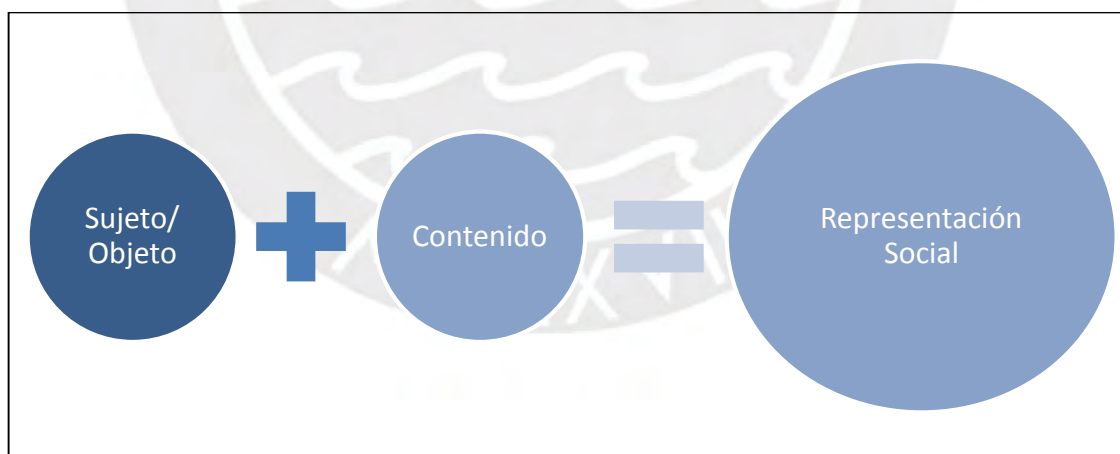 Sujeto/
Objeto
Contenido
Representación
Social